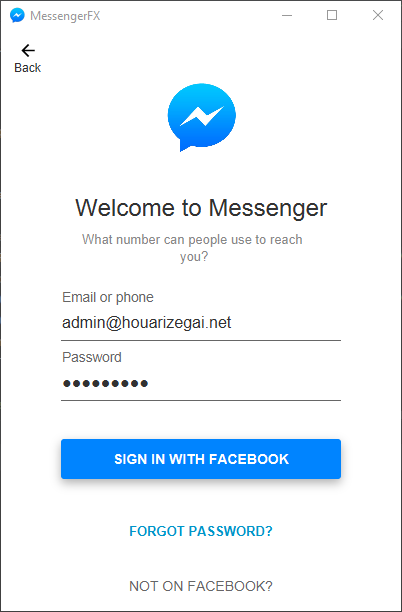 MessengerFX
Back
Welcome to Messenger
What number can people use to reach
you?
Email or phone
admin@houarizegai.net
Password
●●●●●●●●●
SIGN IN WITH FACEBOOK
FORGOT PASSWORD?
NOT ON FACEBOOK?